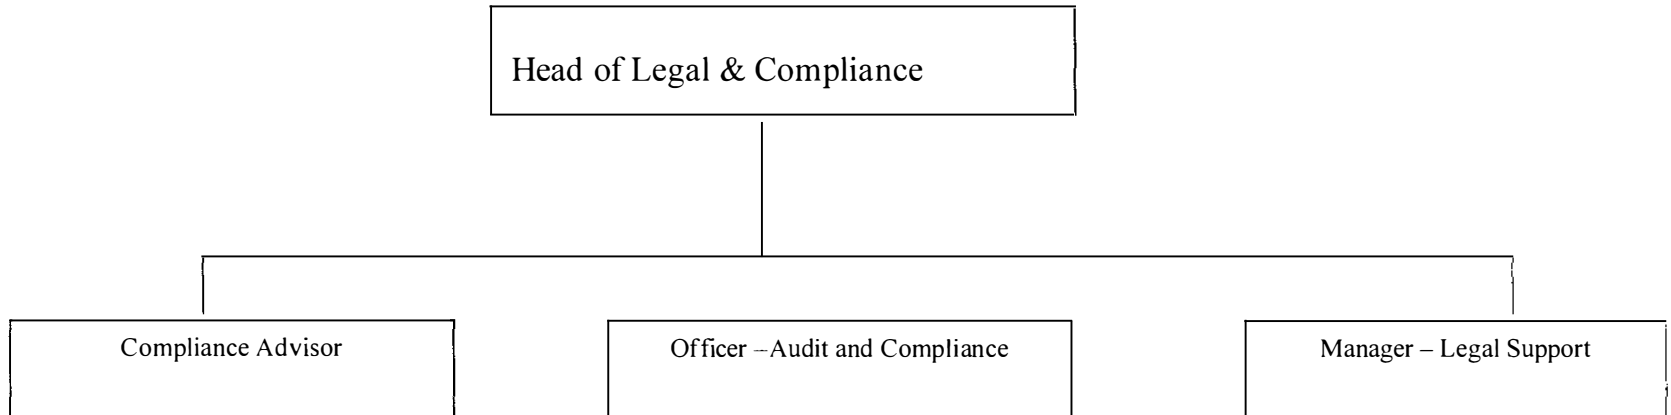 Head of Legal & Compliance
Compliance Advisor
Officer –Audit and Compliance
Manager – Legal Support